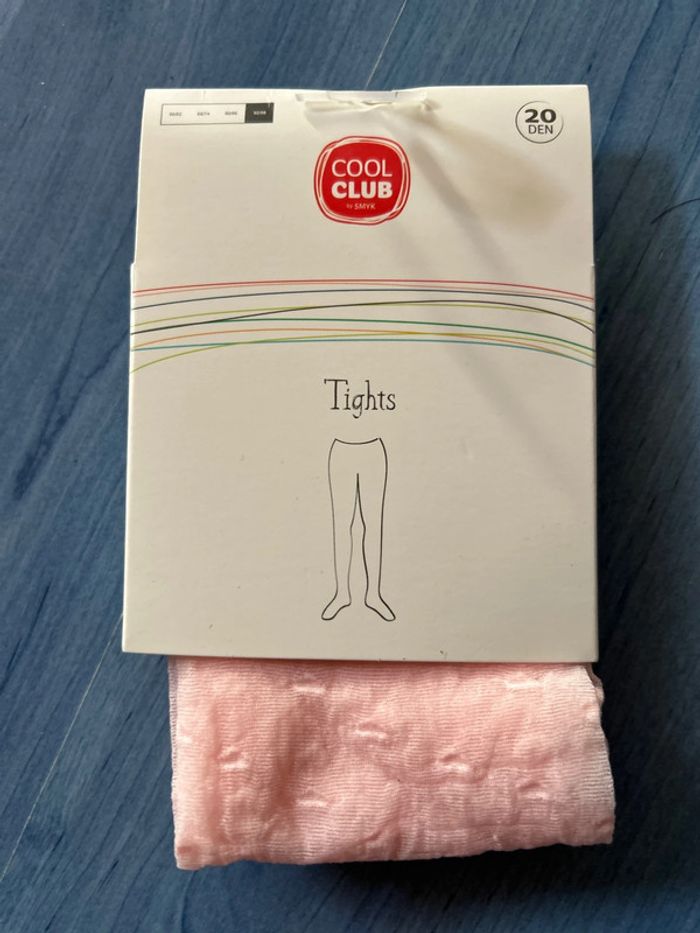 20
DEN
COOL
CLUB
by SMYK
Tights